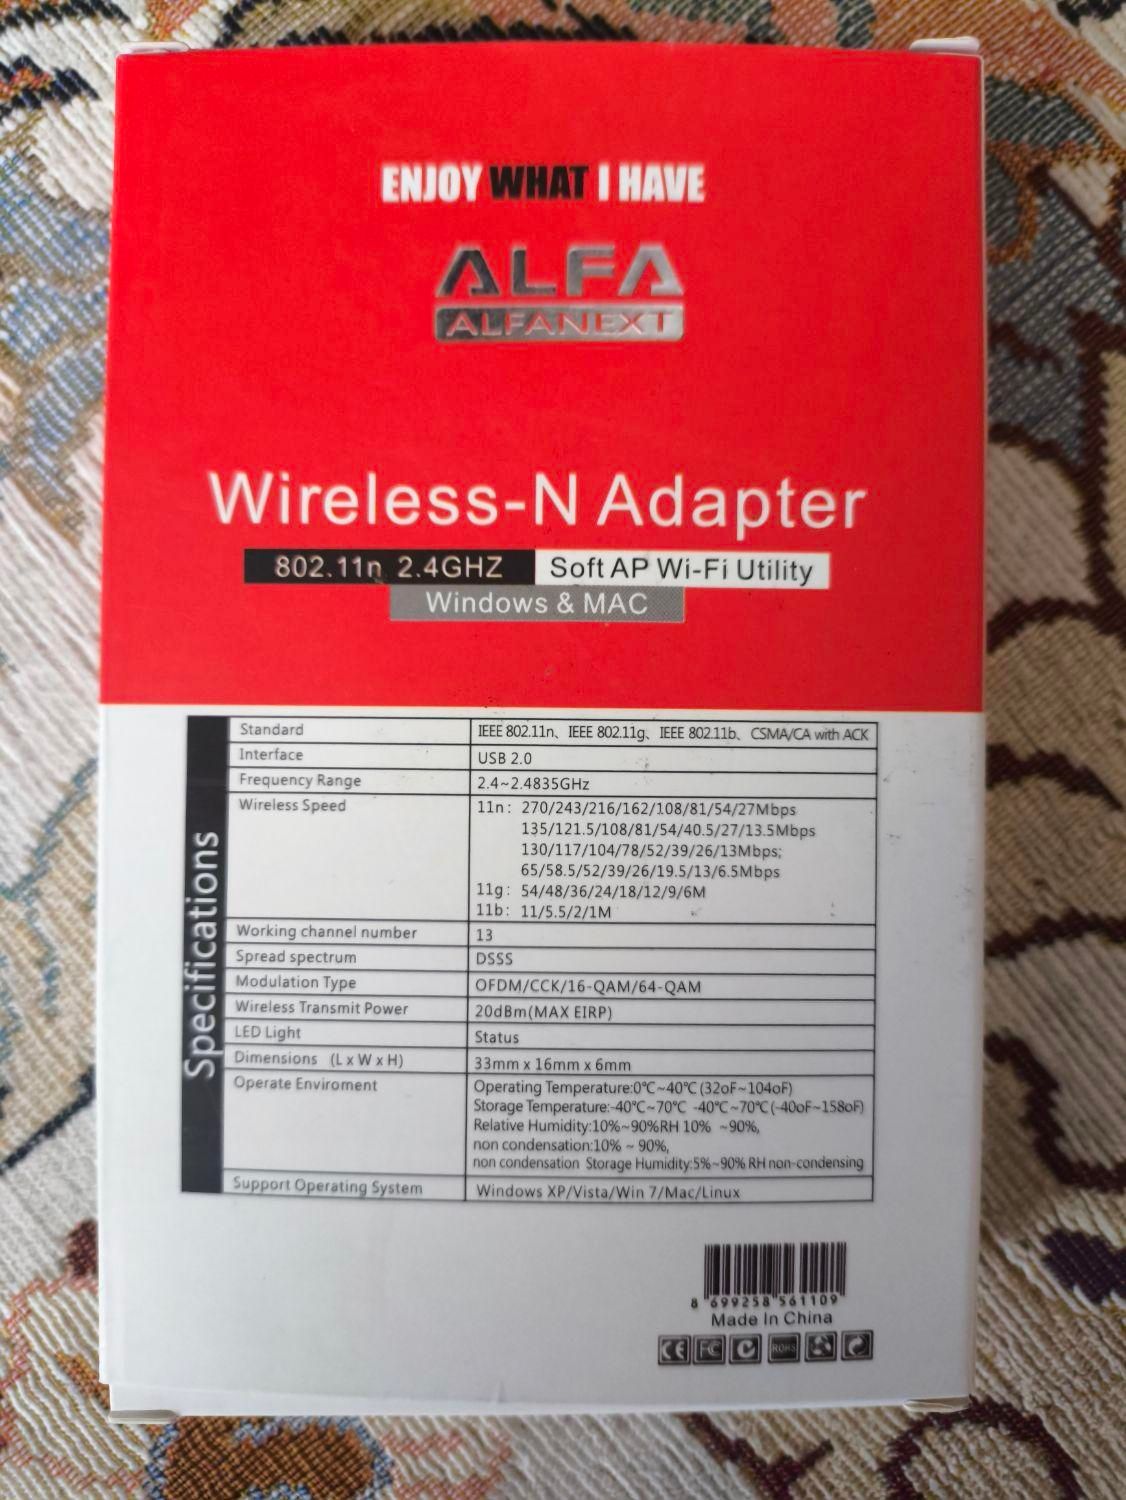 ENJOY WHAT I HAVE
ALFA
ALFANEXT
Wireless-N Adapter
802.11n 2.4GHZ Soft AP Wi-Fi Utility
Windows & MAC
Specifications
Standard IEEE 802.11n、IEEE 802.11g、IEEE 802.11b、CSMA/CA with ACK
Interface USB 2.0
Frequency Range 2.4~2.4835GHz
Wireless Speed 11n: 270/243/216/162/108/81/54/27Mbps
135/121.5/108/81/54/40.5/27/13.5Mbps
130/117/104/78/52/39/26/13Mbps;
65/58.5/52/39/26/19.5/13/6.5Mbps
11g: 54/48/36/24/18/12/9/6M
11b: 11/5.5/2/1M
Working channel number 13
Spread spectrum DSSS
Modulation Type OFDM/CCK/16-QAM/64-QAM
Wireless Transmit Power 20dBm(MAX EIRP)
LED Light Status
Dimensions (L x W x H) 33mm x 16mm x 6mm
Operate Enviroment Operating Temperature:0℃~40℃ (32oF~104oF)
Storage Temperature:-40℃~70℃ -40℃~70℃ (-40oF~158oF)
Relative Humidity:10%~90%RH 10% ~90%,
non condensation:10% ~ 90%,
non condensation Storage Humidity:5%~90% RH non-condensing
Support Operating System Windows XP/Vista/Win 7/Mac/Linux
8 699258 561109
Made In China
CE FC ROHS